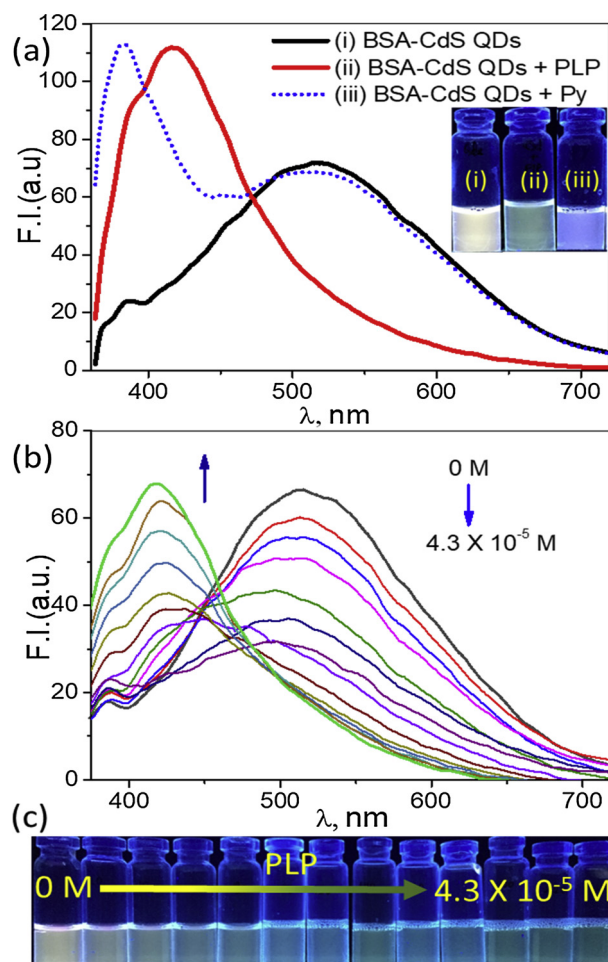 (a)
120
100
80
60
40
20
0
F.I.(a.u)
(i) BSA-CdS QDs
(ii) BSA-CdS QDs + PLP
(iii) BSA-CdS QDs + Py
(i) (ii) (iii)
400 500 600 700
λ, nm
(b)
80
60
40
20
0
F.I.(a.u.)
0 M
4.3 X 10⁻⁵ M
400 500 600 700
λ, nm
(c)
PLP
0 M 4.3 X 10⁻⁵ M